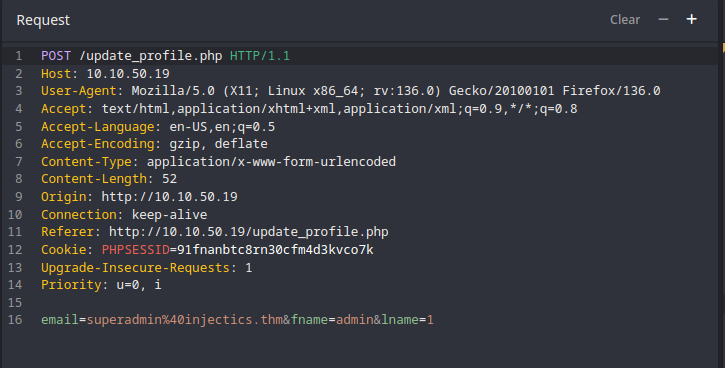 Request Clear − +
1 POST /update_profile.php HTTP/1.1
2 Host: 10.10.50.19
3 User-Agent: Mozilla/5.0 (X11; Linux x86_64; rv:136.0) Gecko/20100101 Firefox/136.0
4 Accept: text/html,application/xhtml+xml,application/xml;q=0.9,*/*;q=0.8
5 Accept-Language: en-US,en;q=0.5
6 Accept-Encoding: gzip, deflate
7 Content-Type: application/x-www-form-urlencoded
8 Content-Length: 52
9 Origin: http://10.10.50.19
10 Connection: keep-alive
11 Referer: http://10.10.50.19/update_profile.php
12 Cookie: PHPSESSID=91fnanbtc8rn30cfm4d3kvco7k
13 Upgrade-Insecure-Requests: 1
14 Priority: u=0, i
15
16 email=superadmin%40injectics.thm&fname=admin&lname=1